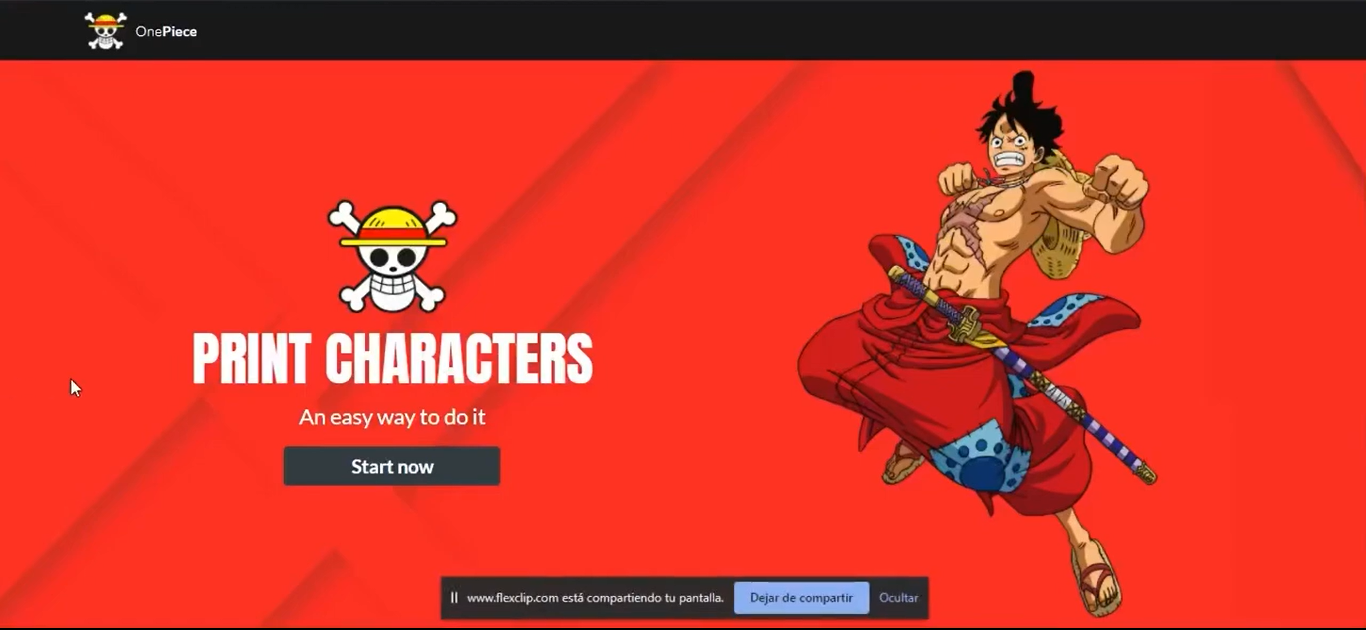 OnePiece
PRINT CHARACTERS
An easy way to do it
Start now
www.flexclip.com está compartiendo tu pantalla.
Dejar de compartir
Ocultar